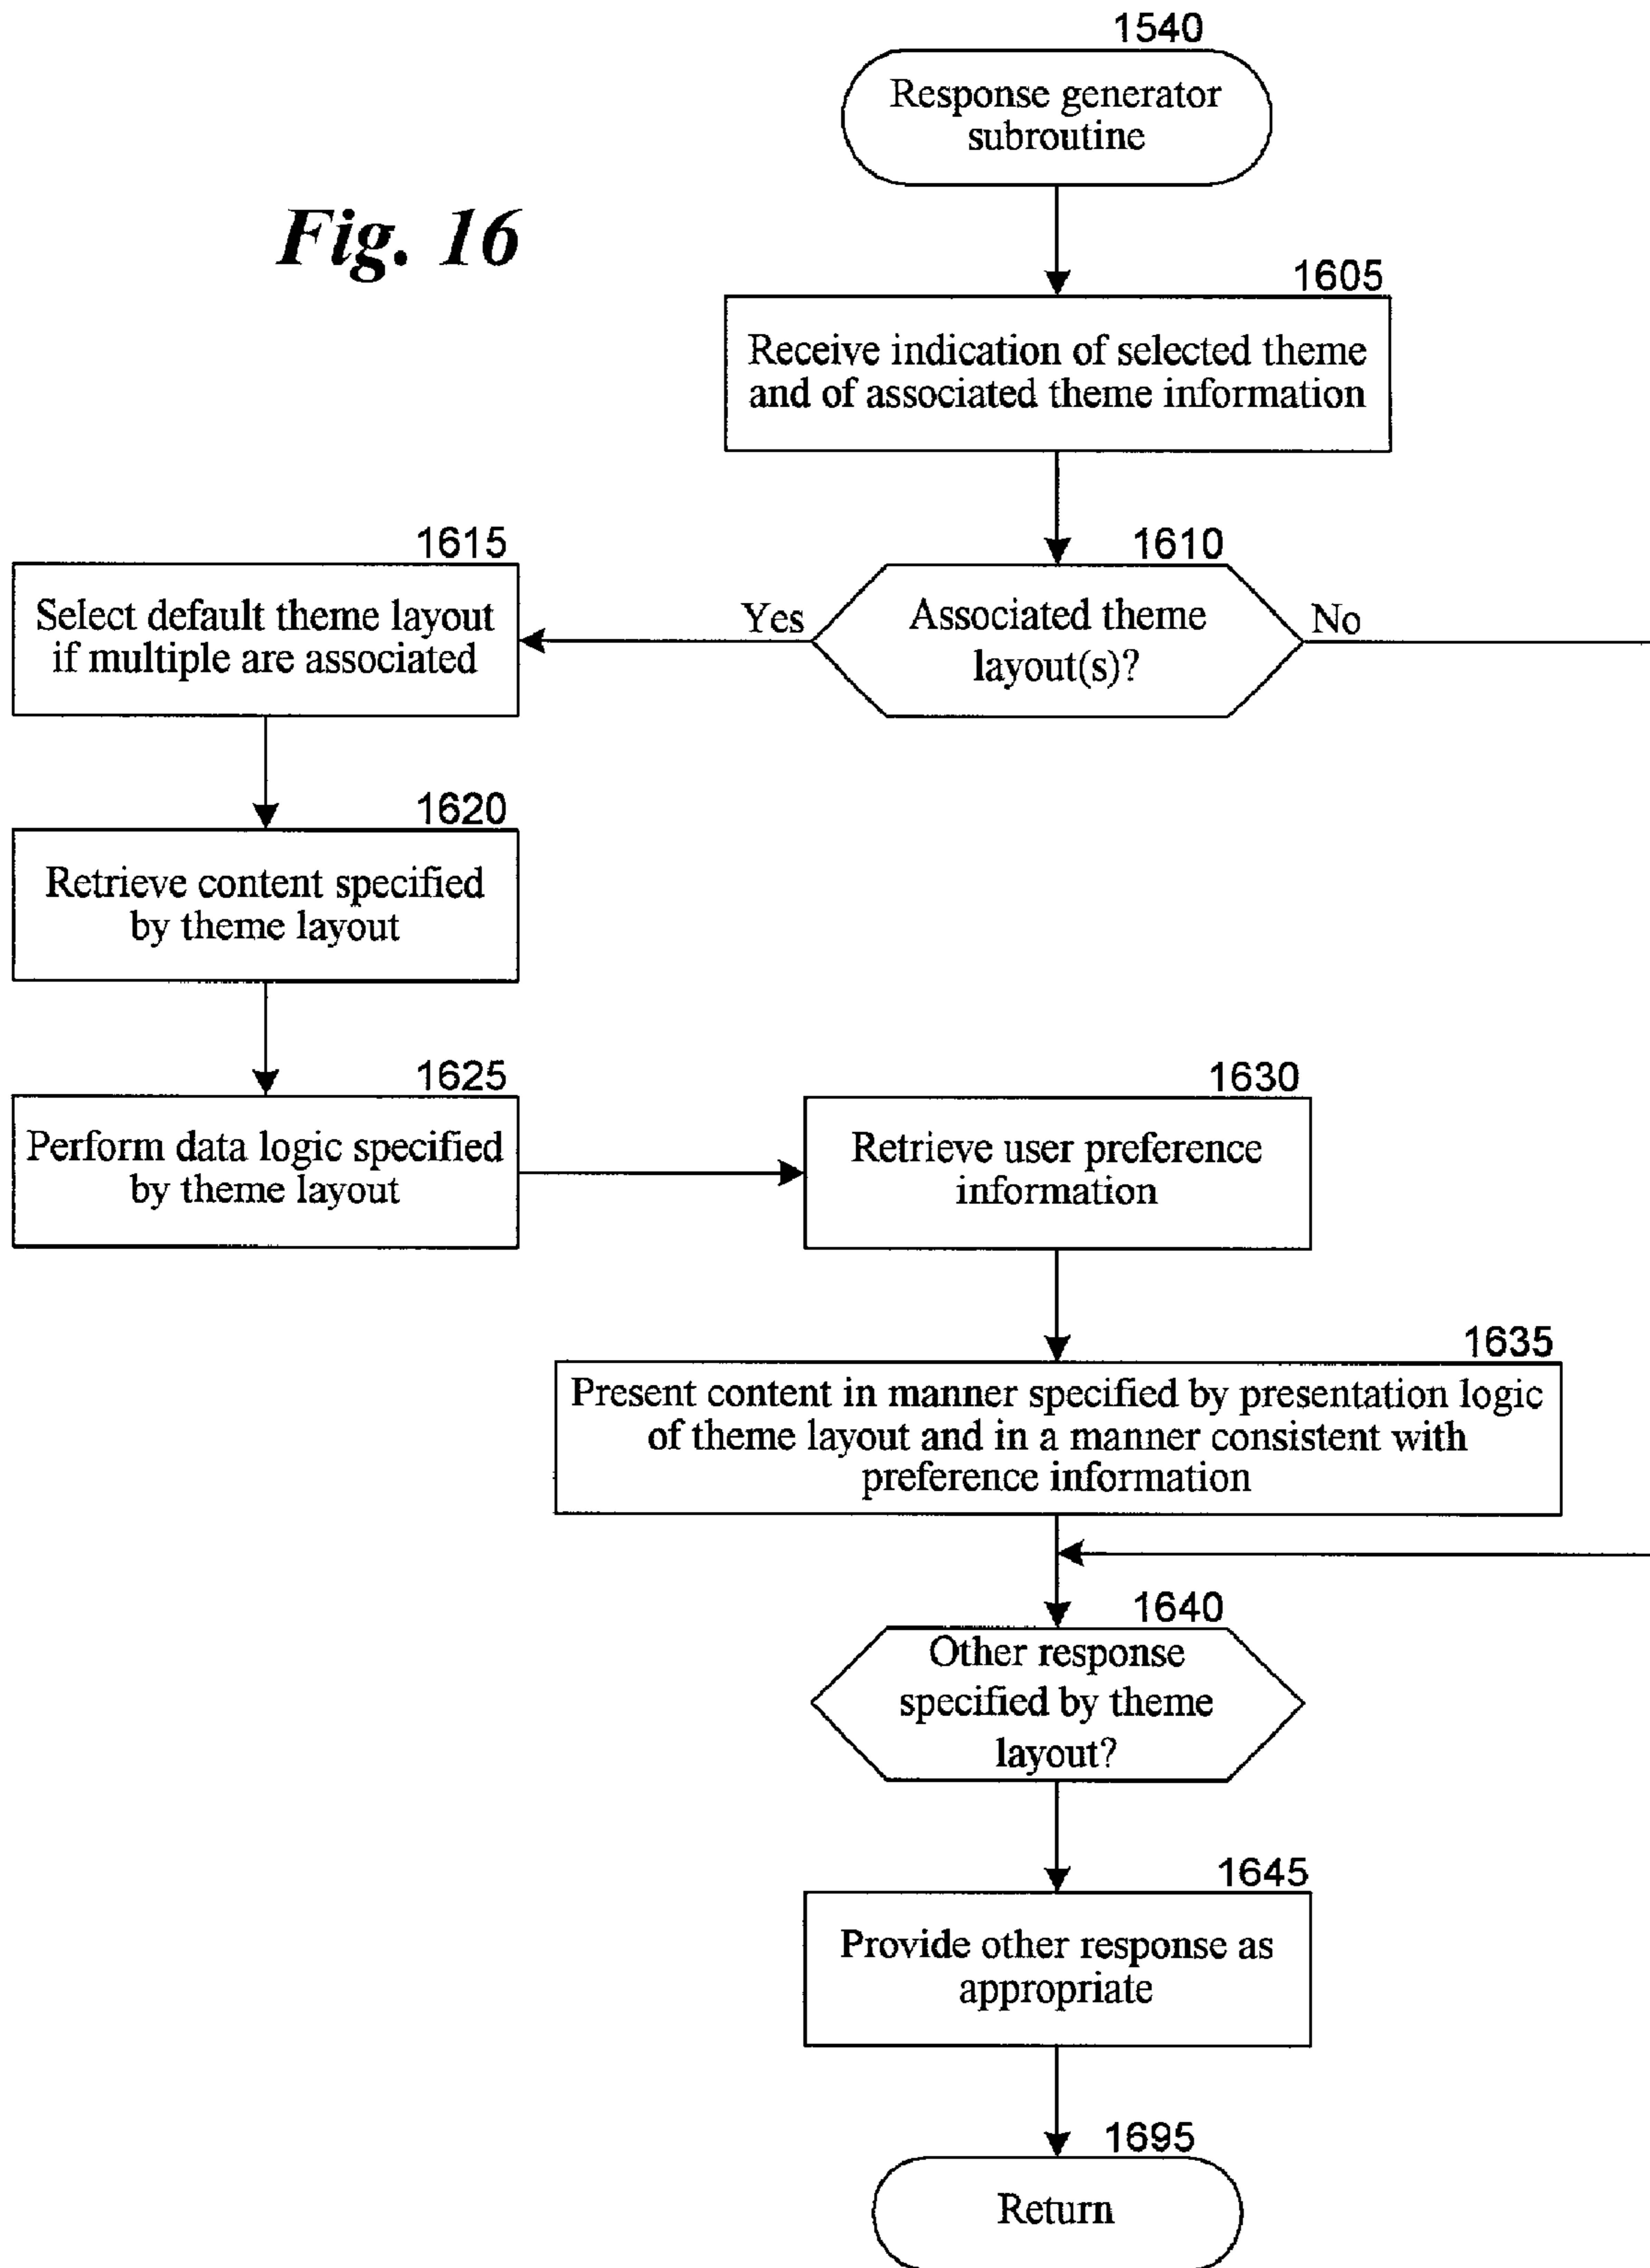 1540
Response generator
subroutine
Fig. 16
1605
Receive indication of selected theme
and of associated theme information
1615
Select default theme layout
if multiple are associated
Yes
1610
Associated theme
layout(s)?
No
1620
Retrieve content specified
by theme layout
1625
Perform data logic specified
by theme layout
1630
Retrieve user preference
information
1635
Present content in manner specified by presentation logic
of theme layout and in a manner consistent with
preference information
1640
Other response
specified by theme
layout?
1645
Provide other response as
appropriate
1695
Return